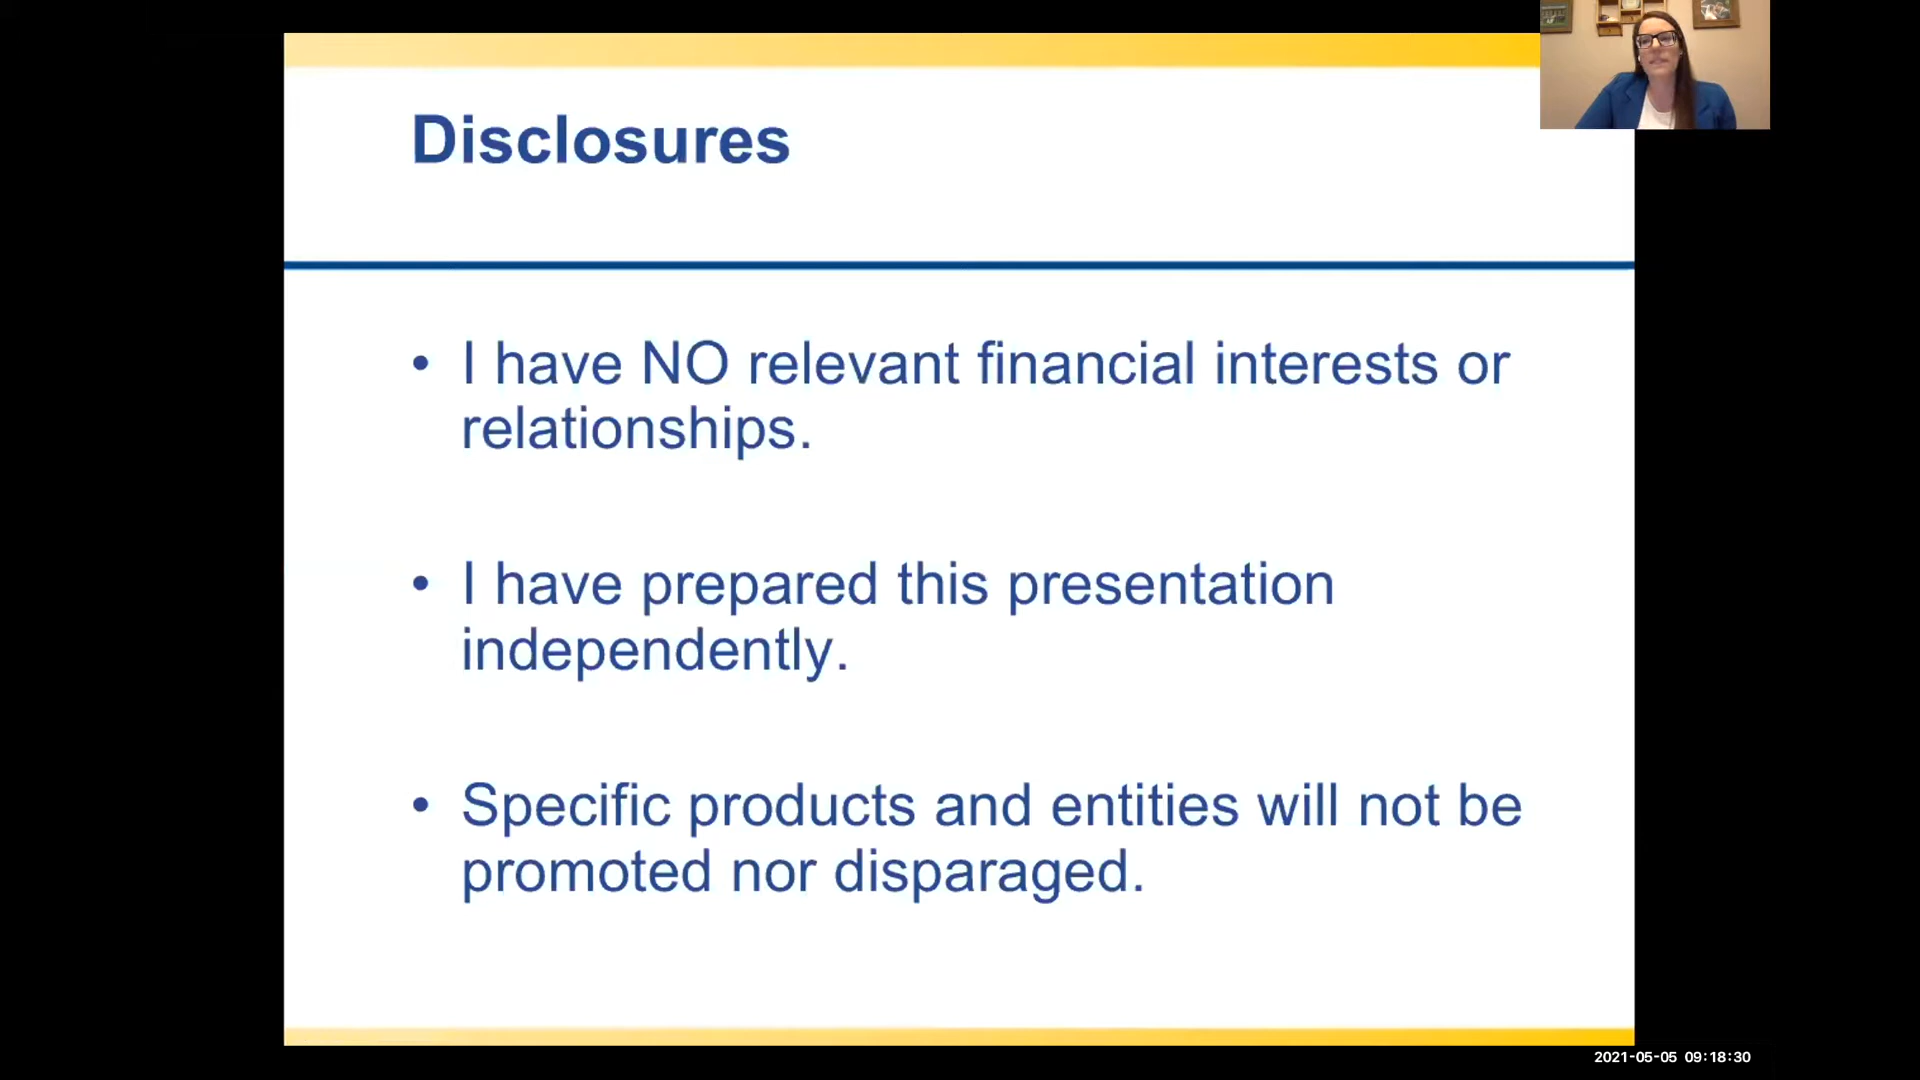 Disclosures
• I have NO relevant financial interests or
relationships.
• I have prepared this presentation
independently.
• Specific products and entities will not be
promoted nor disparaged.
2021-05-05 09:18:30